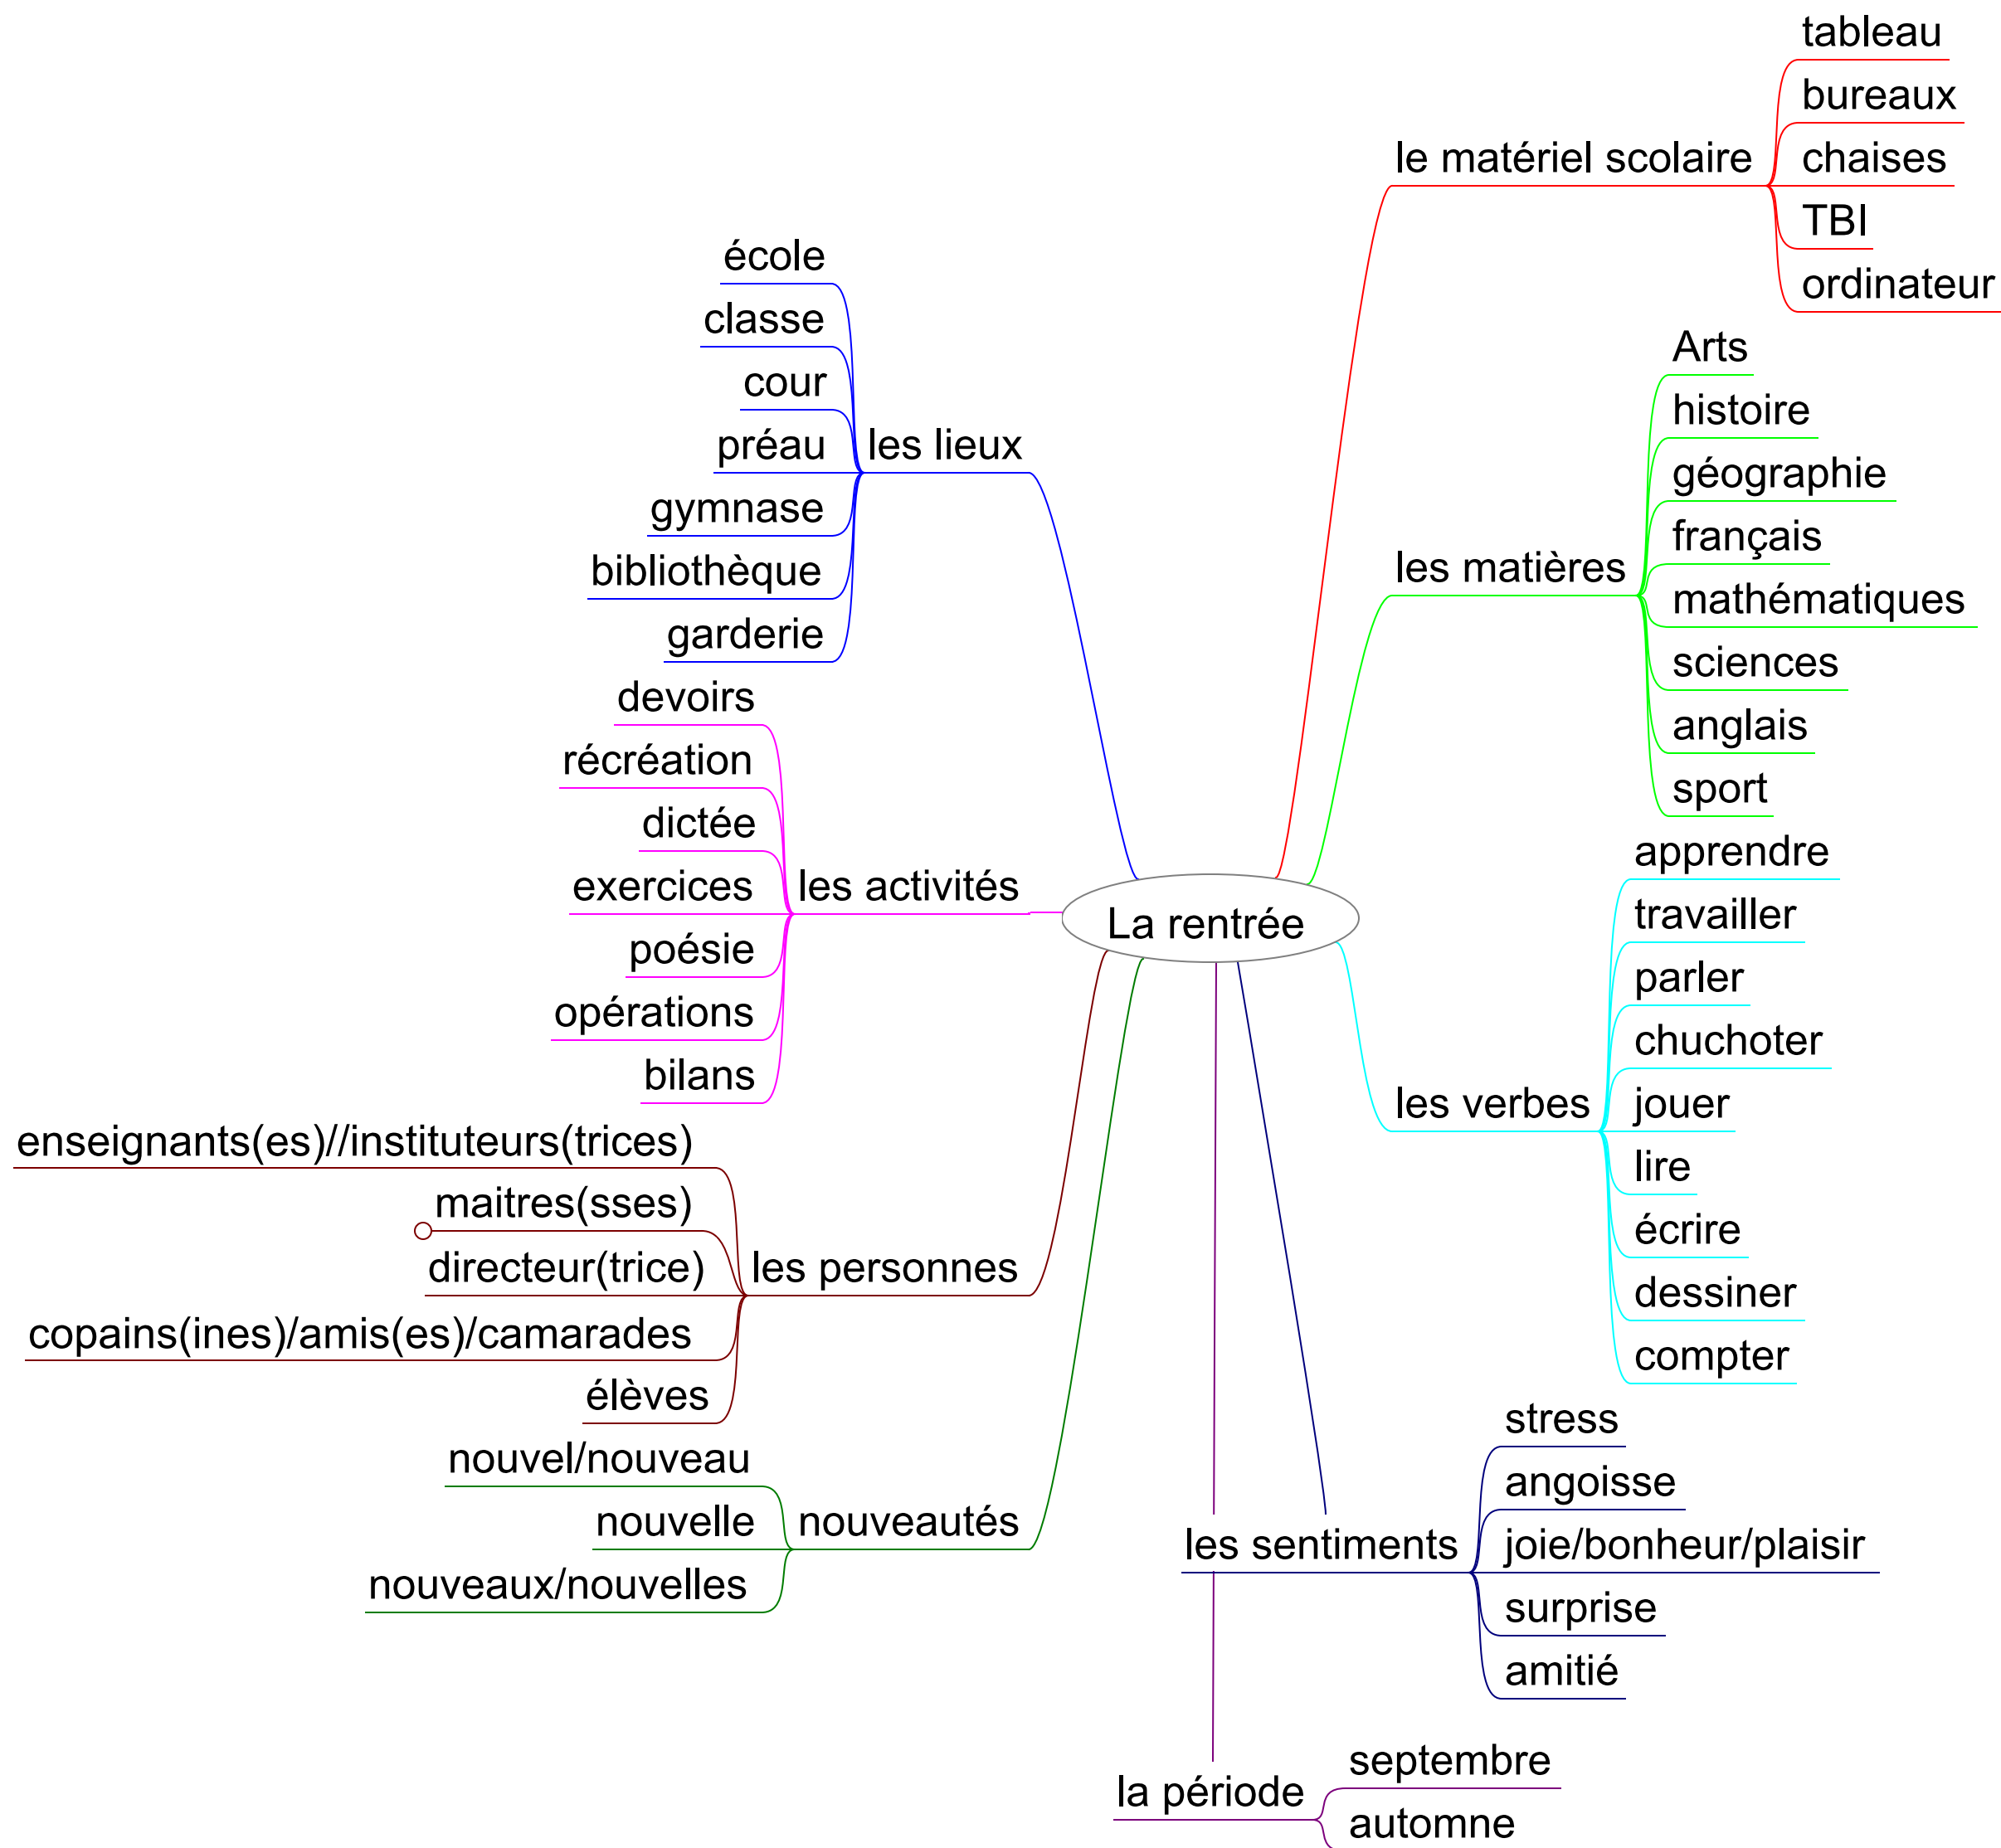 La rentrée
le matériel scolaire
tableau
bureaux
chaises
TBI
ordinateur
les matières
Arts
histoire
géographie
français
mathématiques
sciences
anglais
sport
les verbes
apprendre
travailler
parler
chuchoter
jouer
lire
écrire
dessiner
compter
les sentiments
stress
angoisse
joie/bonheur/plaisir
surprise
amitié
la période
septembre
automne
les lieux
école
classe
cour
préau
gymnase
bibliothèque
garderie
les activités
devoirs
récréation
dictée
exercices
poésie
opérations
bilans
les personnes
enseignants(es)//instituteurs(trices)
maitres(sses)
directeur(trice)
copains(ines)/amis(es)/camarades
élèves
nouveautés
nouvel/nouveau
nouvelle
nouveaux/nouvelles